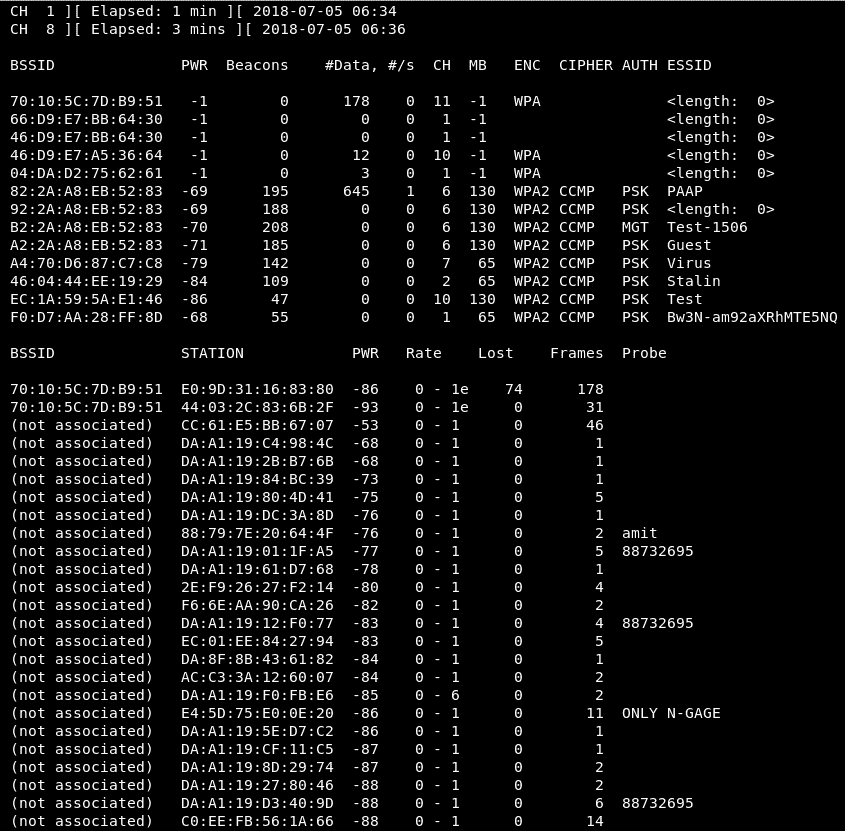 CH  1 ][ Elapsed: 1 min ][ 2018-07-05 06:34
CH  8 ][ Elapsed: 3 mins ][ 2018-07-05 06:36
BSSID              PWR  Beacons    #Data, #/s  CH  MB   ENC  CIPHER AUTH ESSID
70:10:5C:7D:B9:51   -1        0      178    0  11  -1   WPA              <length:  0>
66:D9:E7:BB:64:30   -1        0        0    0   1  -1                    <length:  0>
46:D9:E7:BB:64:30   -1        0        0    0   1  -1                    <length:  0>
46:D9:E7:A5:36:64   -1        0       12    0  10  -1   WPA              <length:  0>
04:DA:D2:75:62:61   -1        0        3    0   1  -1   WPA              <length:  0>
82:2A:A8:EB:52:83  -69      195      645    1   6  130  WPA2 CCMP   PSK  PAAP
92:2A:A8:EB:52:83  -69      188        0    0   6  130  WPA2 CCMP   PSK  <length:  0>
B2:2A:A8:EB:52:83  -70      208        0    0   6  130  WPA2 CCMP   MGT  Test-1506
A2:2A:A8:EB:52:83  -71      185        0    0   6  130  WPA2 CCMP   PSK  Guest
A4:70:D6:87:C7:C8  -79      142        0    0   7   65  WPA2 CCMP   PSK  Virus
46:04:44:EE:19:29  -84      109        0    0   2   65  WPA2 CCMP   PSK  Stalin
EC:1A:59:5A:E1:46  -86       47        0    0  10  130  WPA2 CCMP   PSK  Test
F0:D7:AA:28:FF:8D  -68       55        0    0   1   65  WPA2 CCMP   PSK  Bw3N-am92aXRhMTE5NQ
BSSID              STATION            PWR   Rate    Lost    Frames  Probe
70:10:5C:7D:B9:51  E0:9D:31:16:83:80  -86    0 - 1e    74      178
70:10:5C:7D:B9:51  44:03:2C:83:6B:2F  -93    0 - 1e     0       31
(not associated)   CC:61:E5:BB:67:07  -53    0 - 1      0       46
(not associated)   DA:A1:19:C4:98:4C  -68    0 - 1      0        1
(not associated)   DA:A1:19:2B:B7:6B  -68    0 - 1      0        1
(not associated)   DA:A1:19:84:BC:39  -73    0 - 1      0        1
(not associated)   DA:A1:19:80:4D:41  -75    0 - 1      0        5
(not associated)   DA:A1:19:DC:3A:8D  -76    0 - 1      0        1
(not associated)   88:79:7E:20:64:4F  -76    0 - 1      0        2  amit
(not associated)   DA:A1:19:01:1F:A5  -77    0 - 1      0        5  88732695
(not associated)   DA:A1:19:61:D7:68  -78    0 - 1      0        1
(not associated)   2E:F9:26:27:F2:14  -80    0 - 1      0        4
(not associated)   F6:6E:AA:90:CA:26  -82    0 - 1      0        2
(not associated)   DA:A1:19:12:F0:77  -83    0 - 1      0        4  88732695
(not associated)   EC:01:EE:84:27:94  -83    0 - 1      0        5
(not associated)   DA:8F:8B:43:61:82  -84    0 - 1      0        1
(not associated)   AC:C3:3A:12:60:07  -84    0 - 1      0        2
(not associated)   DA:A1:19:F0:FB:E6  -85    0 - 6      0        2
(not associated)   E4:5D:75:E0:0E:20  -86    0 - 1      0       11  ONLY N-GAGE
(not associated)   DA:A1:19:5E:D7:C2  -86    0 - 1      0        1
(not associated)   DA:A1:19:CF:11:C5  -87    0 - 1      0        1
(not associated)   DA:A1:19:8D:29:74  -87    0 - 1      0        2
(not associated)   DA:A1:19:27:80:46  -88    0 - 1      0        2
(not associated)   DA:A1:19:D3:40:9D  -88    0 - 1      0        6  88732695
(not associated)   C0:EE:FB:56:1A:66  -88    0 - 1      0       14